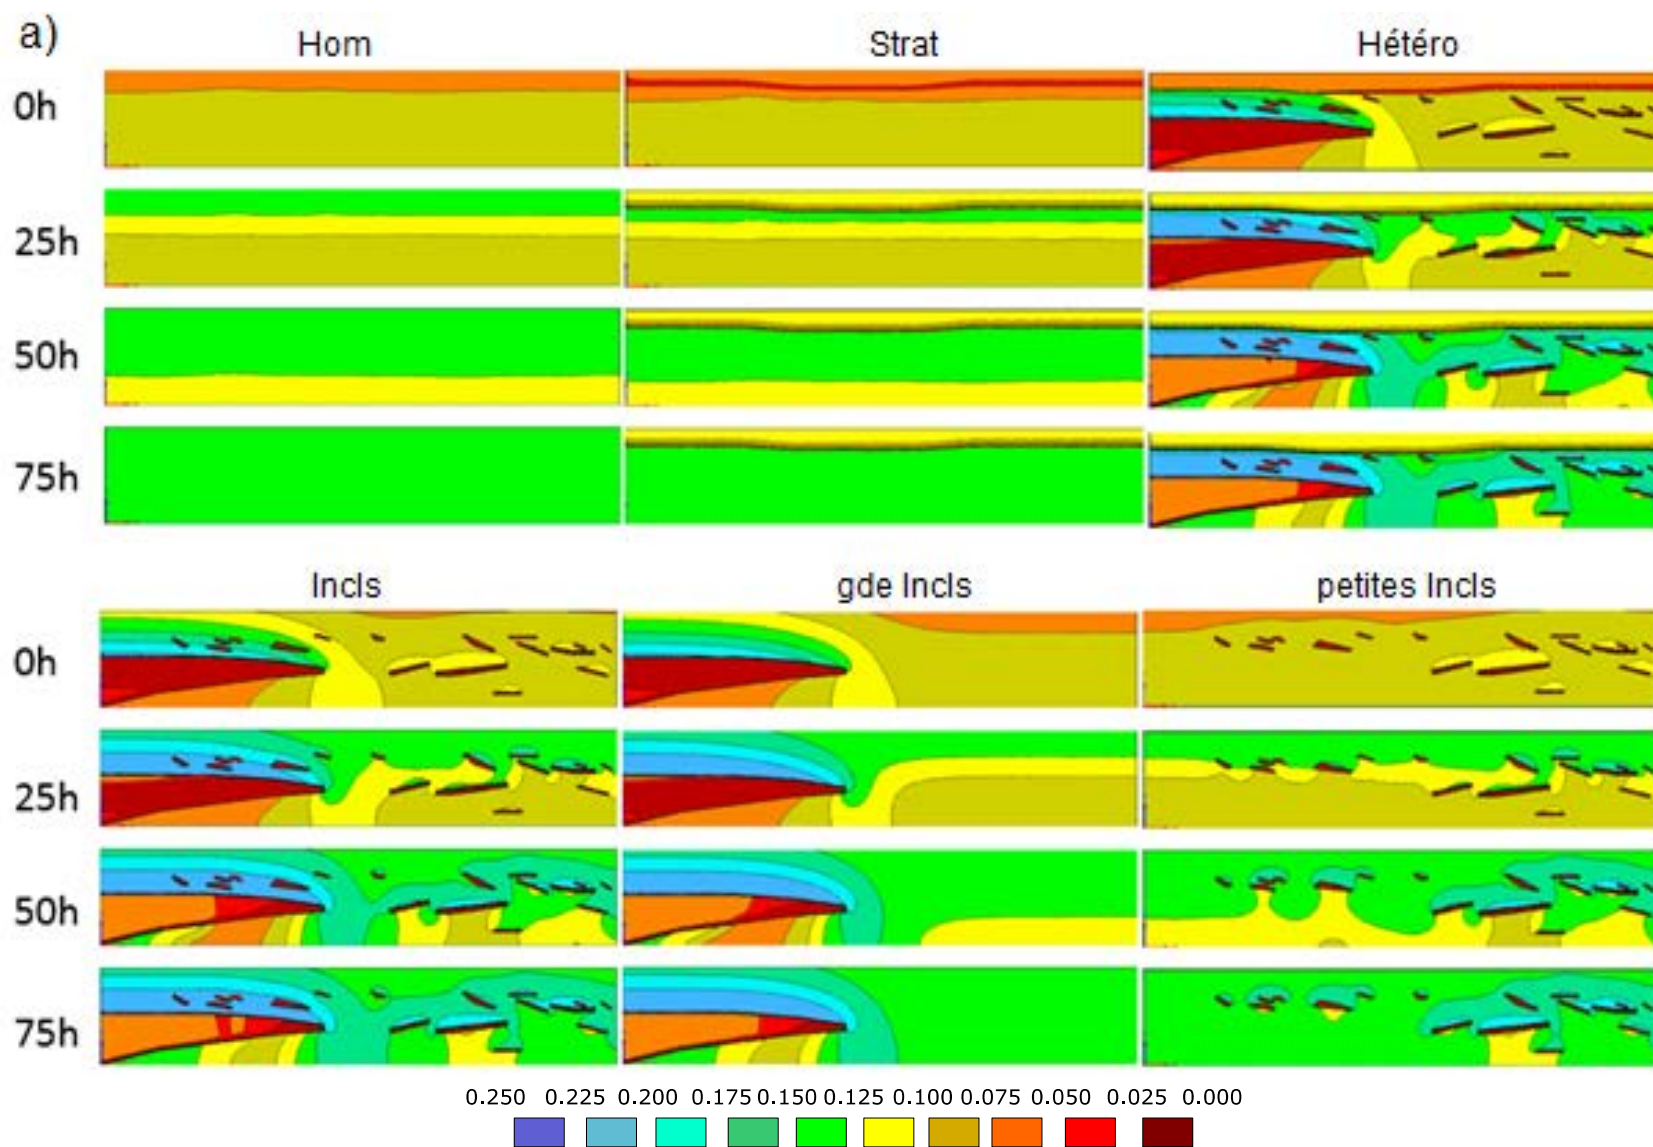 a)
Hom Strat Hétéro
0h
25h
50h
75h
Incls gde Incls petites Incls
0h
25h
50h
75h
0.250 0.225 0.200 0.175 0.150 0.125 0.100 0.075 0.050 0.025 0.000